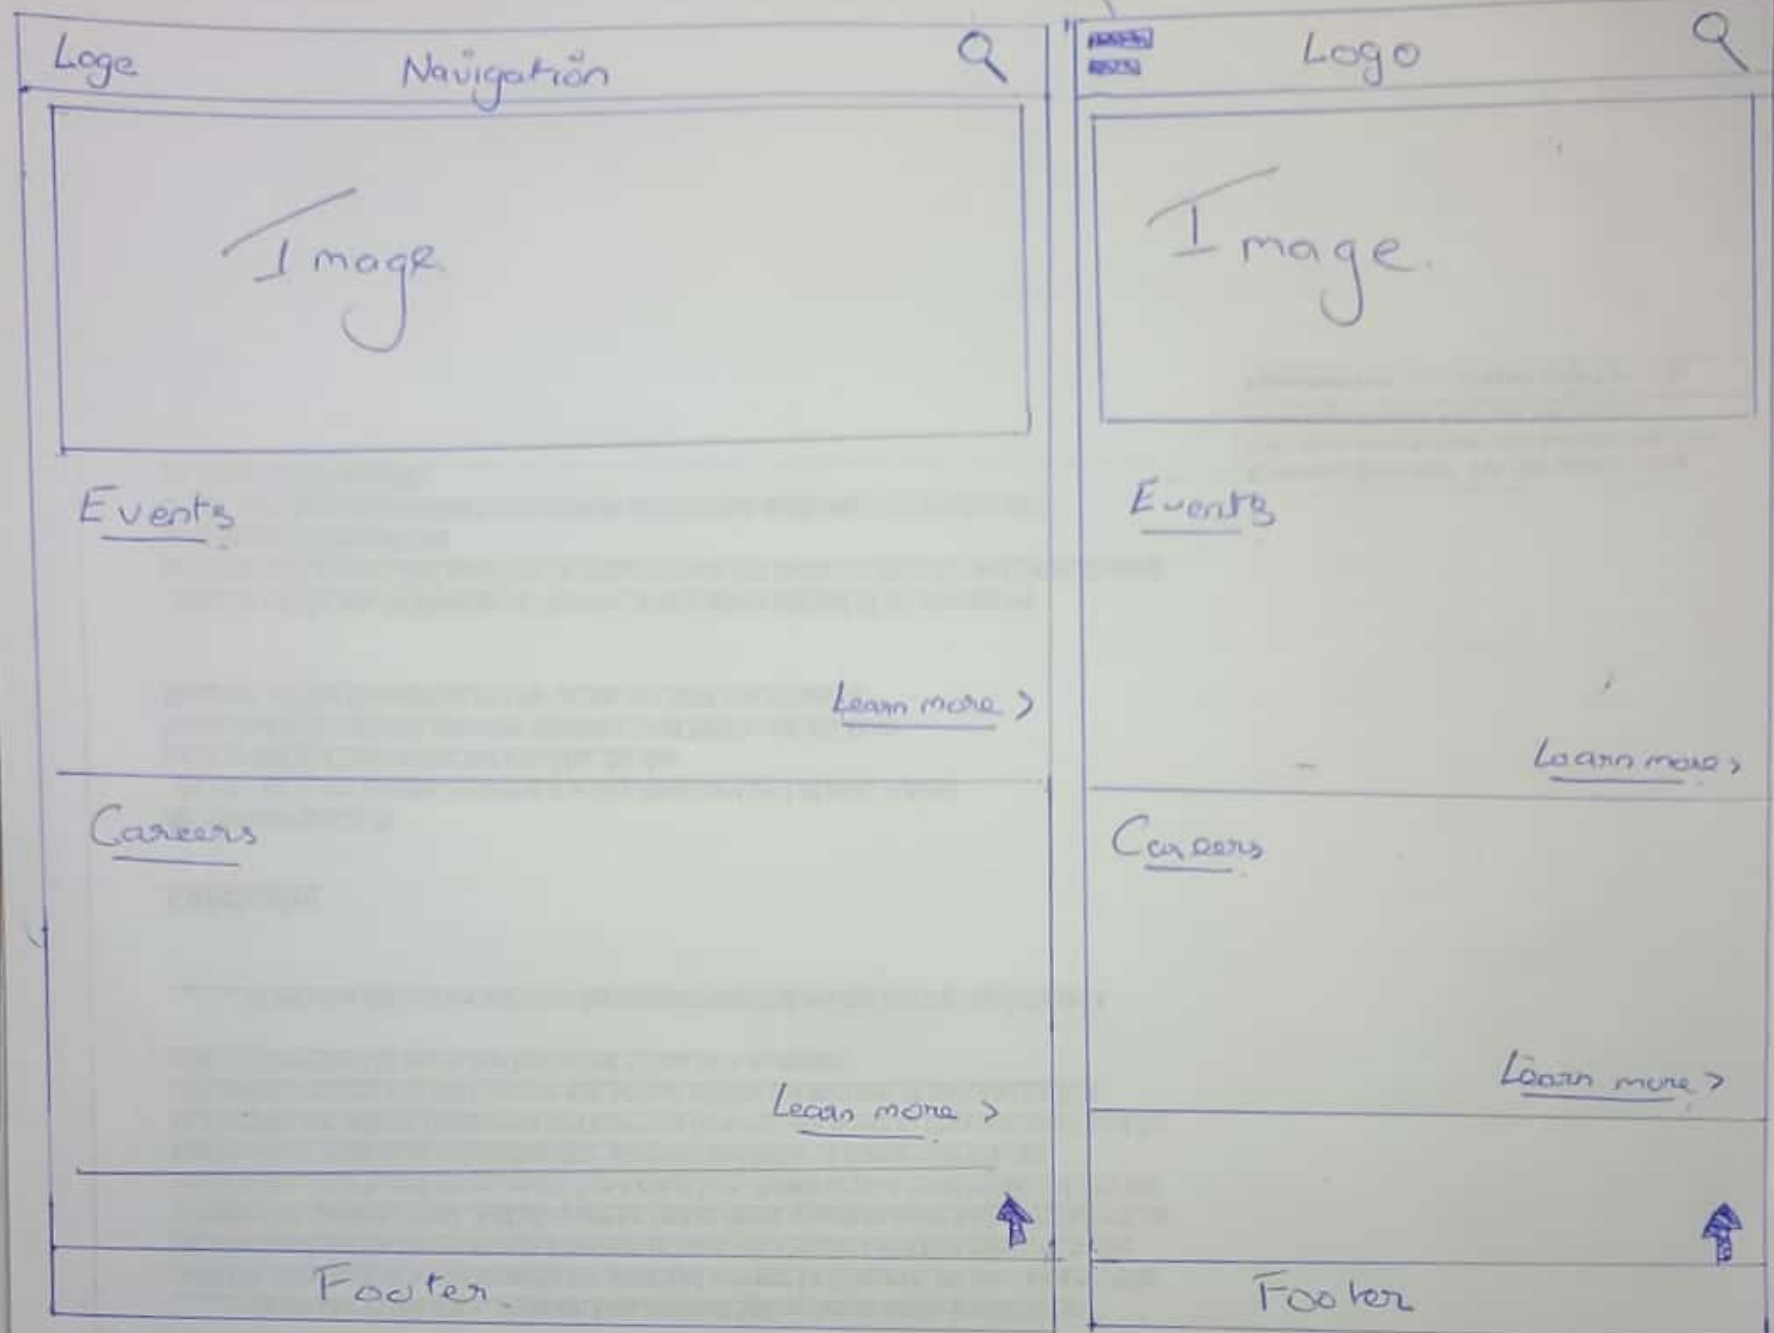 Loge Navigation
Image
Events
Learn more >
Careers
Learn more >
Footer
Logo
Image
Events
Learn more >
Careers
Learn more >
Footer